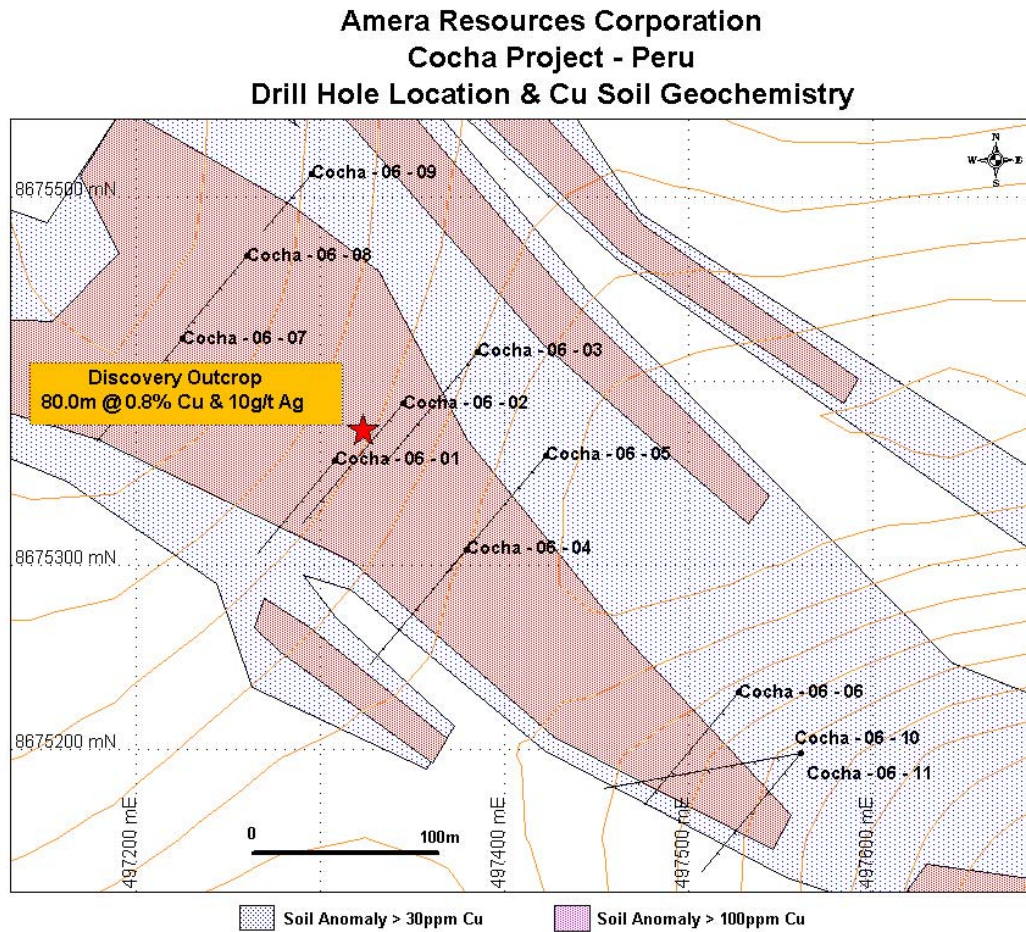 Amera Resources Corporation
Cocha Project - Peru
Drill Hole Location & Cu Soil Geochemistry
N
W E
S
8675500 mN
Cocha - 06 - 09
Cocha - 06 - 08
Cocha - 06 - 07
Cocha - 06 - 03
Discovery Outcrop
80.0m @ 0.8% Cu & 10g/t Ag
Cocha - 06 - 02
Cocha - 06 - 01
Cocha - 06 - 05
Cocha - 06 - 04
8675300 mN
Cocha - 06 - 06
8675200 mN
Cocha - 06 - 10
Cocha - 06 - 11
497200 mE
497400 mE
497500 mE
497600 mE
0 100m
Soil Anomaly > 30ppm Cu
Soil Anomaly > 100ppm Cu